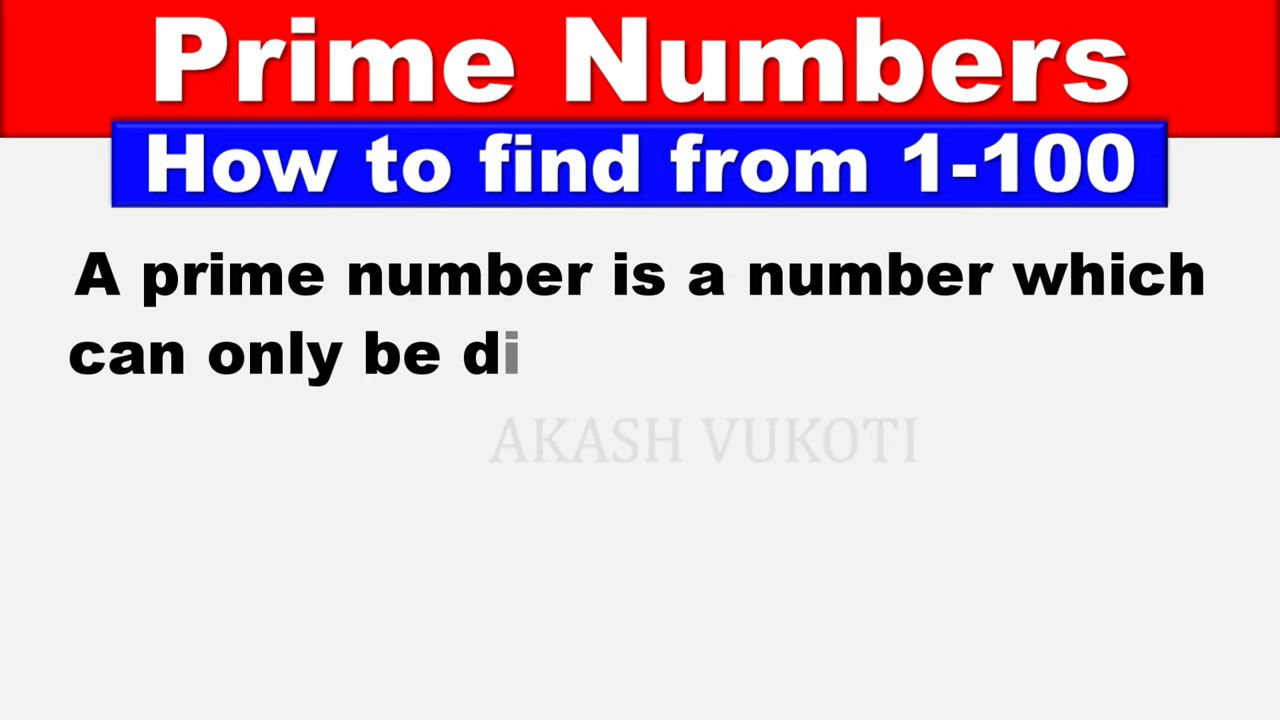 Prime Numbers
How to find from 1-100
A prime number is a number which
can only be di
AKASH VUKOTI